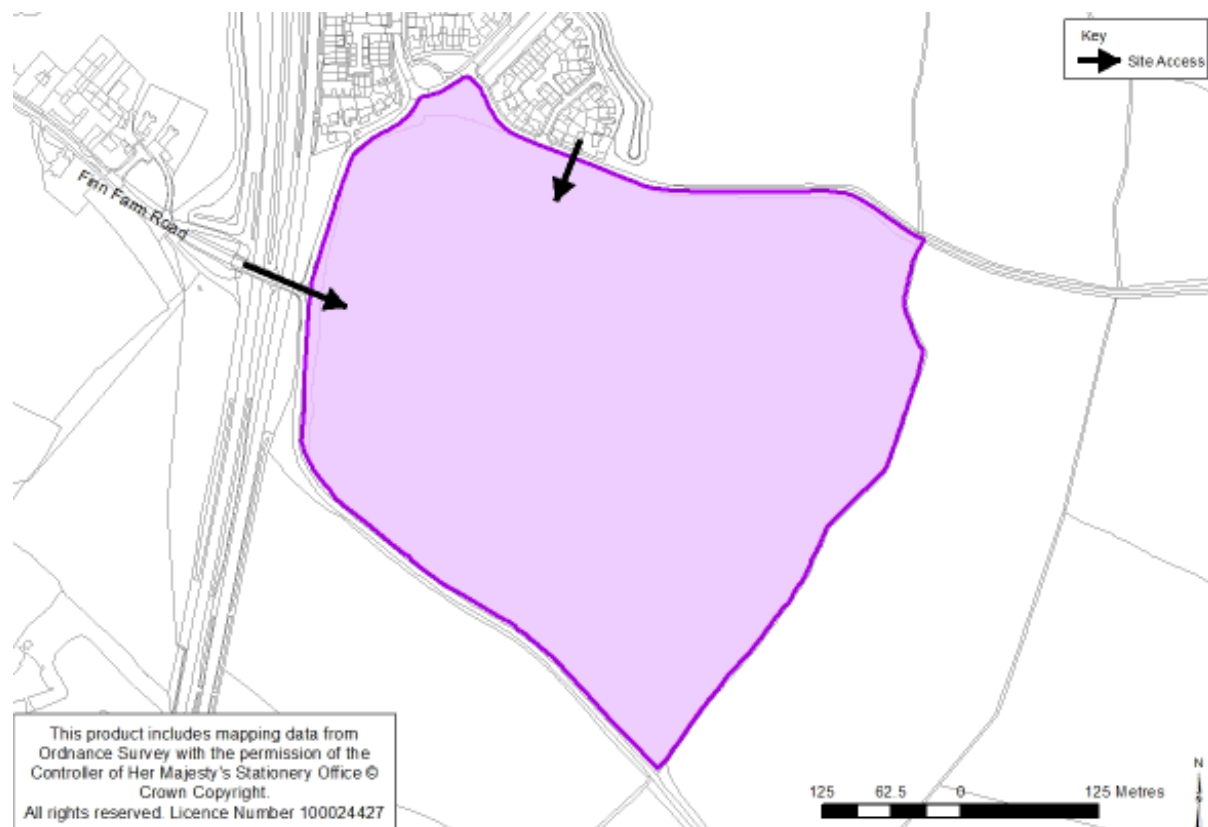 Key
Site Access
Finn Farm Road
This product includes mapping data from
Ordnance Survey with the permission of the
Controller of Her Majesty's Stationery Office ©
Crown Copyright.
All rights reserved. Licence Number 100024427
125 62.5 0 125 Metres
N